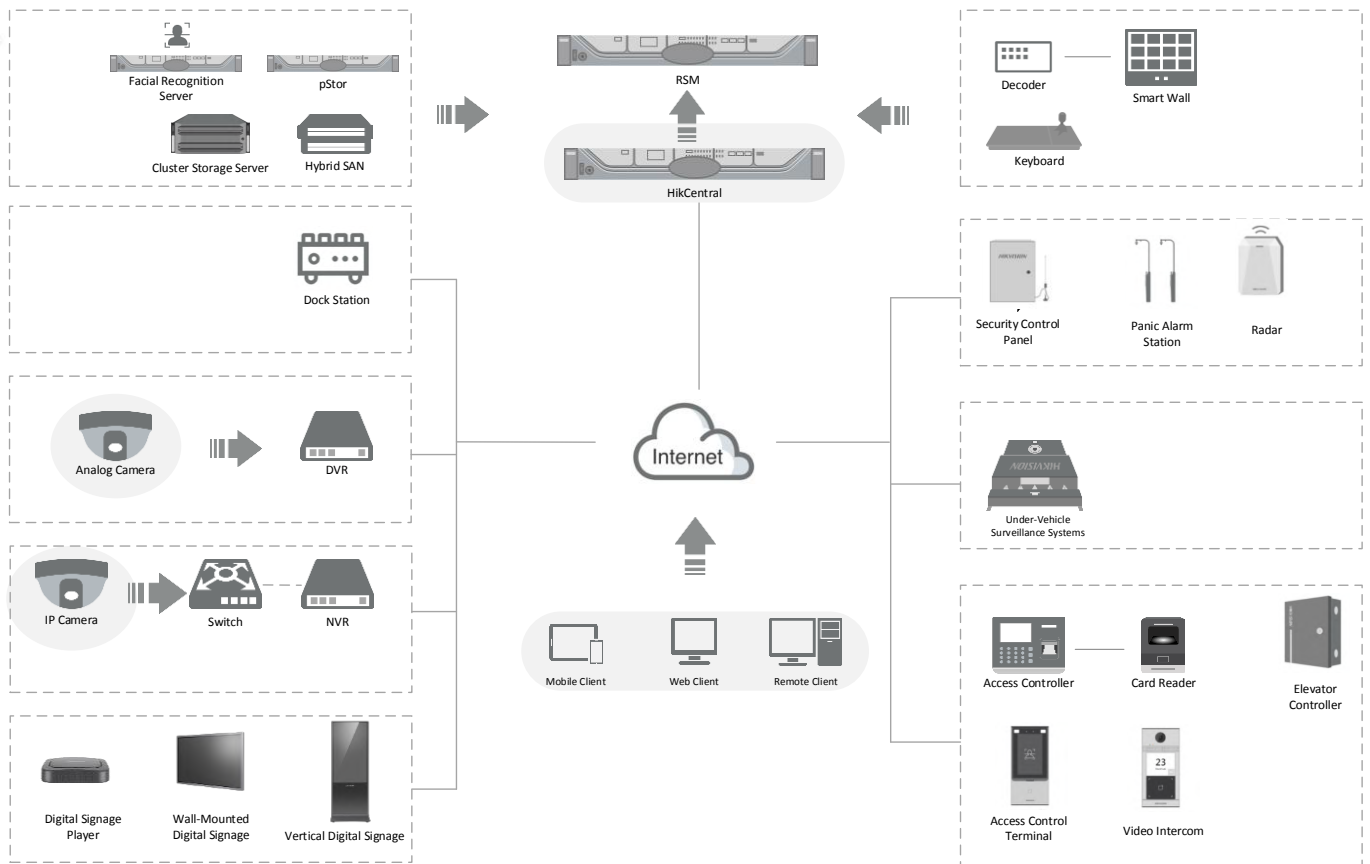 Facial Recognition
Server
pStor
Cluster Storage Server
Hybrid SAN
RSM
HikCentral
Decoder
Smart Wall
Keyboard
Dock Station
HIKVISION
Security Control
Panel
Panic Alarm
Station
Radar
Analog Camera
DVR
Internet
HIKVISION
Under-Vehicle
Surveillance Systems
IP Camera
Switch
NVR
Mobile Client
Web Client
Remote Client
Access Controller
Card Reader
Elevator
Controller
Digital Signage
Player
Wall-Mounted
Digital Signage
Vertical Digital Signage
Access Control
Terminal
23
Video Intercom